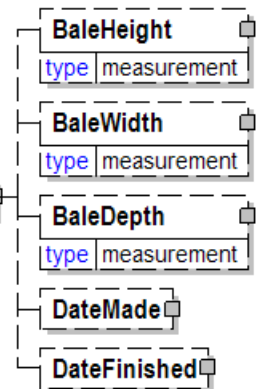 BaleHeight
type measurement
BaleWidth
type measurement
BaleDepth
type measurement
DateMade
DateFinished